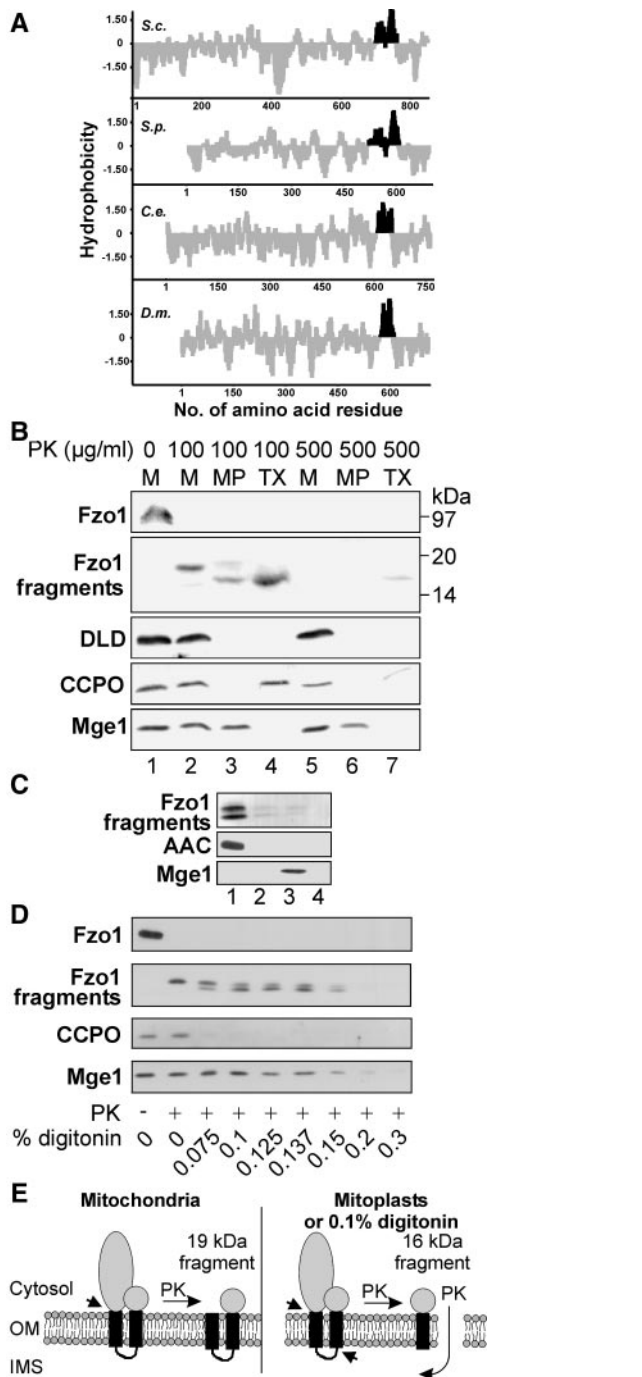 A
1.50
0
-1.50
S.c.
1 200 400 600 800
1.50
0
-1.50
S.p.
1 150 300 450 600
Hydrophobicity
1.50
0
-1.50
C.e.
1 150 300 450 600 750
1.50
0
-1.50
D.m.
1 150 300 450 600
No. of amino acid residue
B
PK (µg/ml) 0 100 100 100 500 500 500
M M MP TX M MP TX
kDa
Fzo1
97
Fzo1
fragments
20
14
DLD
CCPO
Mge1
1 2 3 4 5 6 7
C
Fzo1
fragments
AAC
Mge1
1 2 3 4
D
Fzo1
Fzo1
fragments
CCPO
Mge1
PK - + + + + + + + +
% digitonin 0 0 0.075 0.1 0.125 0.137 0.15 0.2 0.3
E
Mitochondria
Mitoplasts
or 0.1% digitonin
19 kDa
fragment
16 kDa
fragment
Cytosol
PK
PK
PK
OM
IMS